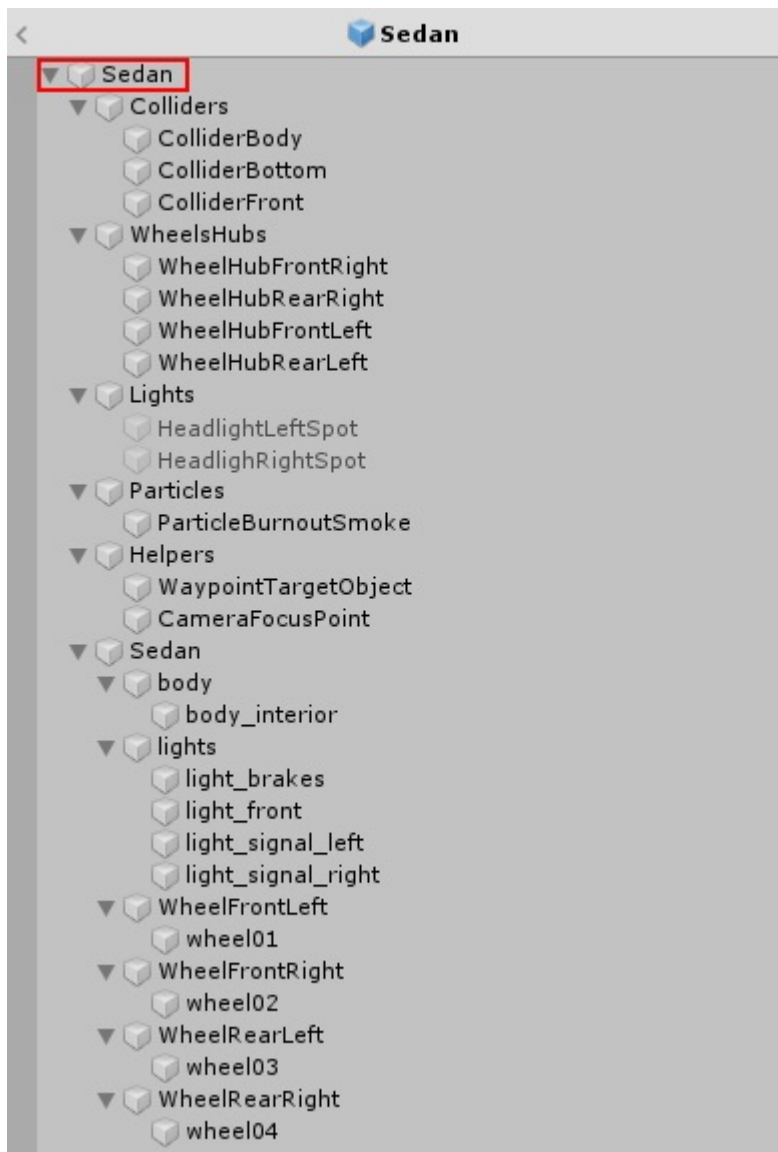 Sedan
Sedan
Colliders
ColliderBody
ColliderBottom
ColliderFront
WheelsHubs
WheelHubFrontRight
WheelHubRearRight
WheelHubFrontLeft
WheelHubRearLeft
Lights
HeadlightLeftSpot
HeadlighRightSpot
Particles
ParticleBurnoutSmoke
Helpers
WaypointTargetObject
CameraFocusPoint
Sedan
body
body_interior
lights
light_brakes
light_front
light_signal_left
light_signal_right
WheelFrontLeft
wheel01
WheelFrontRight
wheel02
WheelRearLeft
wheel03
WheelRearRight
wheel04